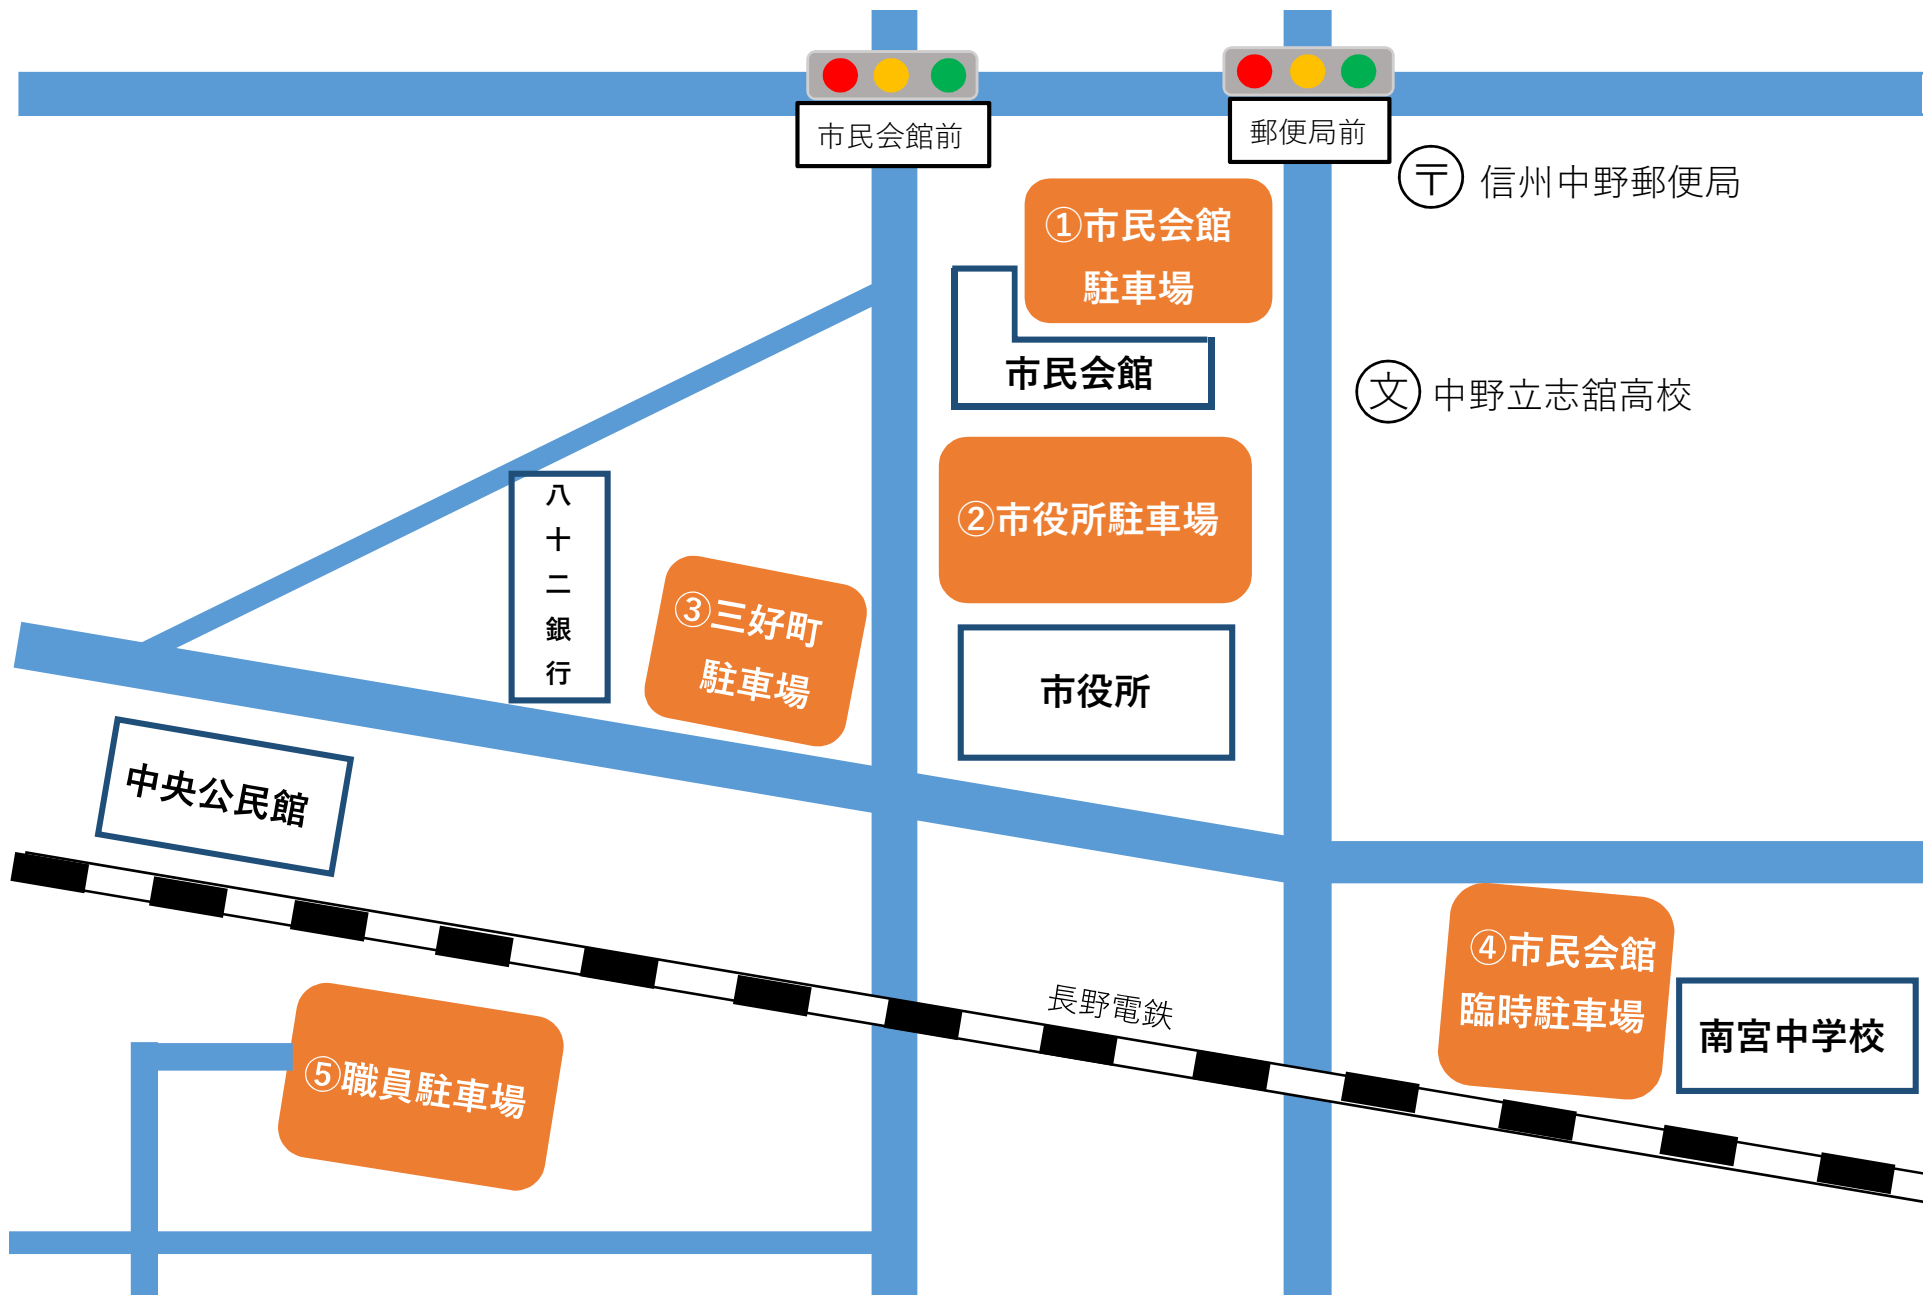 市民会館前
郵便局前
〒
信州中野郵便局
①市民会館
駐車場
市民会館
文
中野立志舘高校
八十二銀行
②市役所駐車場
③三好町
駐車場
市役所
中央公民館
④市民会館
臨時駐車場
長野電鉄
南宮中学校
⑤職員駐車場